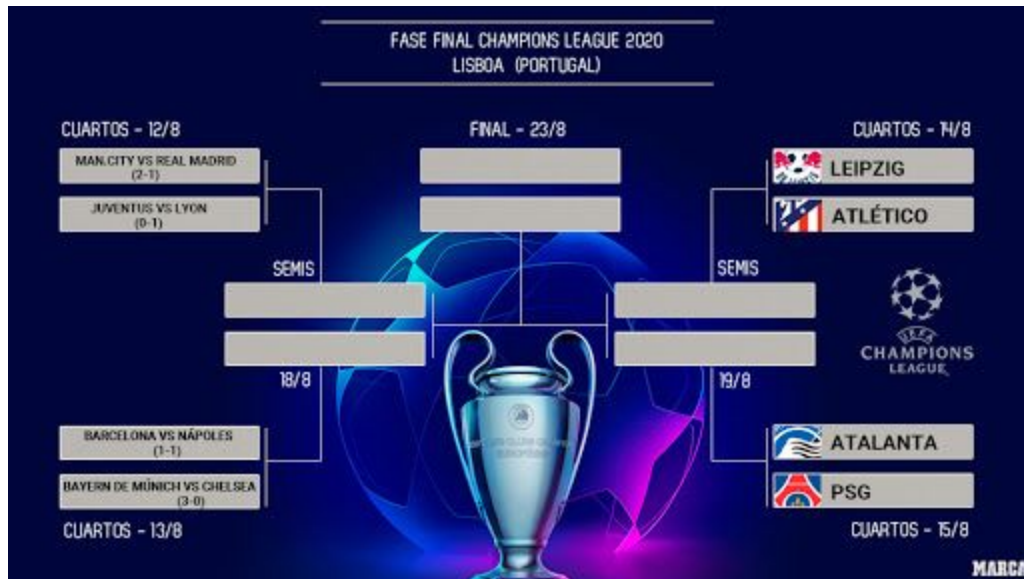 FASE FINAL CHAMPIONS LEAGUE 2020
LISBOA (PORTUGAL)
CUARTOS - 12/8
FINAL - 23/8
CUARTOS - 14/8
MAN.CITY VS REAL MADRID
(2-1)
JUVENTUS VS LYON
(0-1)
LEIPZIG
ATLÉTICO
SEMIS
SEMIS
18/8
19/8
UEFA
CHAMPIONS
LEAGUE
BARCELONA VS NÁPOLES
(1-1)
BAYERN DE MÚNICH VS CHELSEA
(3-0)
ATALANTA
PSG
CUARTOS - 13/8
CUARTOS - 15/8
MARCA